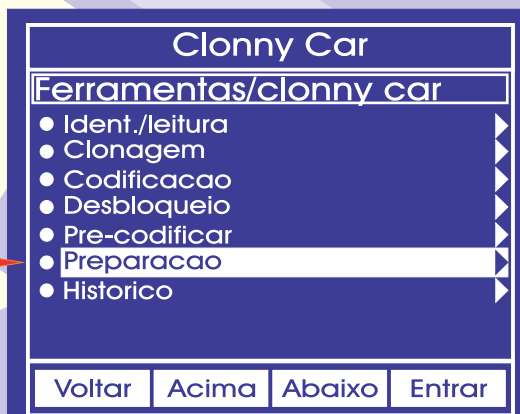 Clonny Car
Ferramentas/clonny car
Ident./leitura
Clonagem
Codificacao
Desbloqueio
Pre-codificar
Preparacao
Historico
Voltar Acima Abaixo Entrar